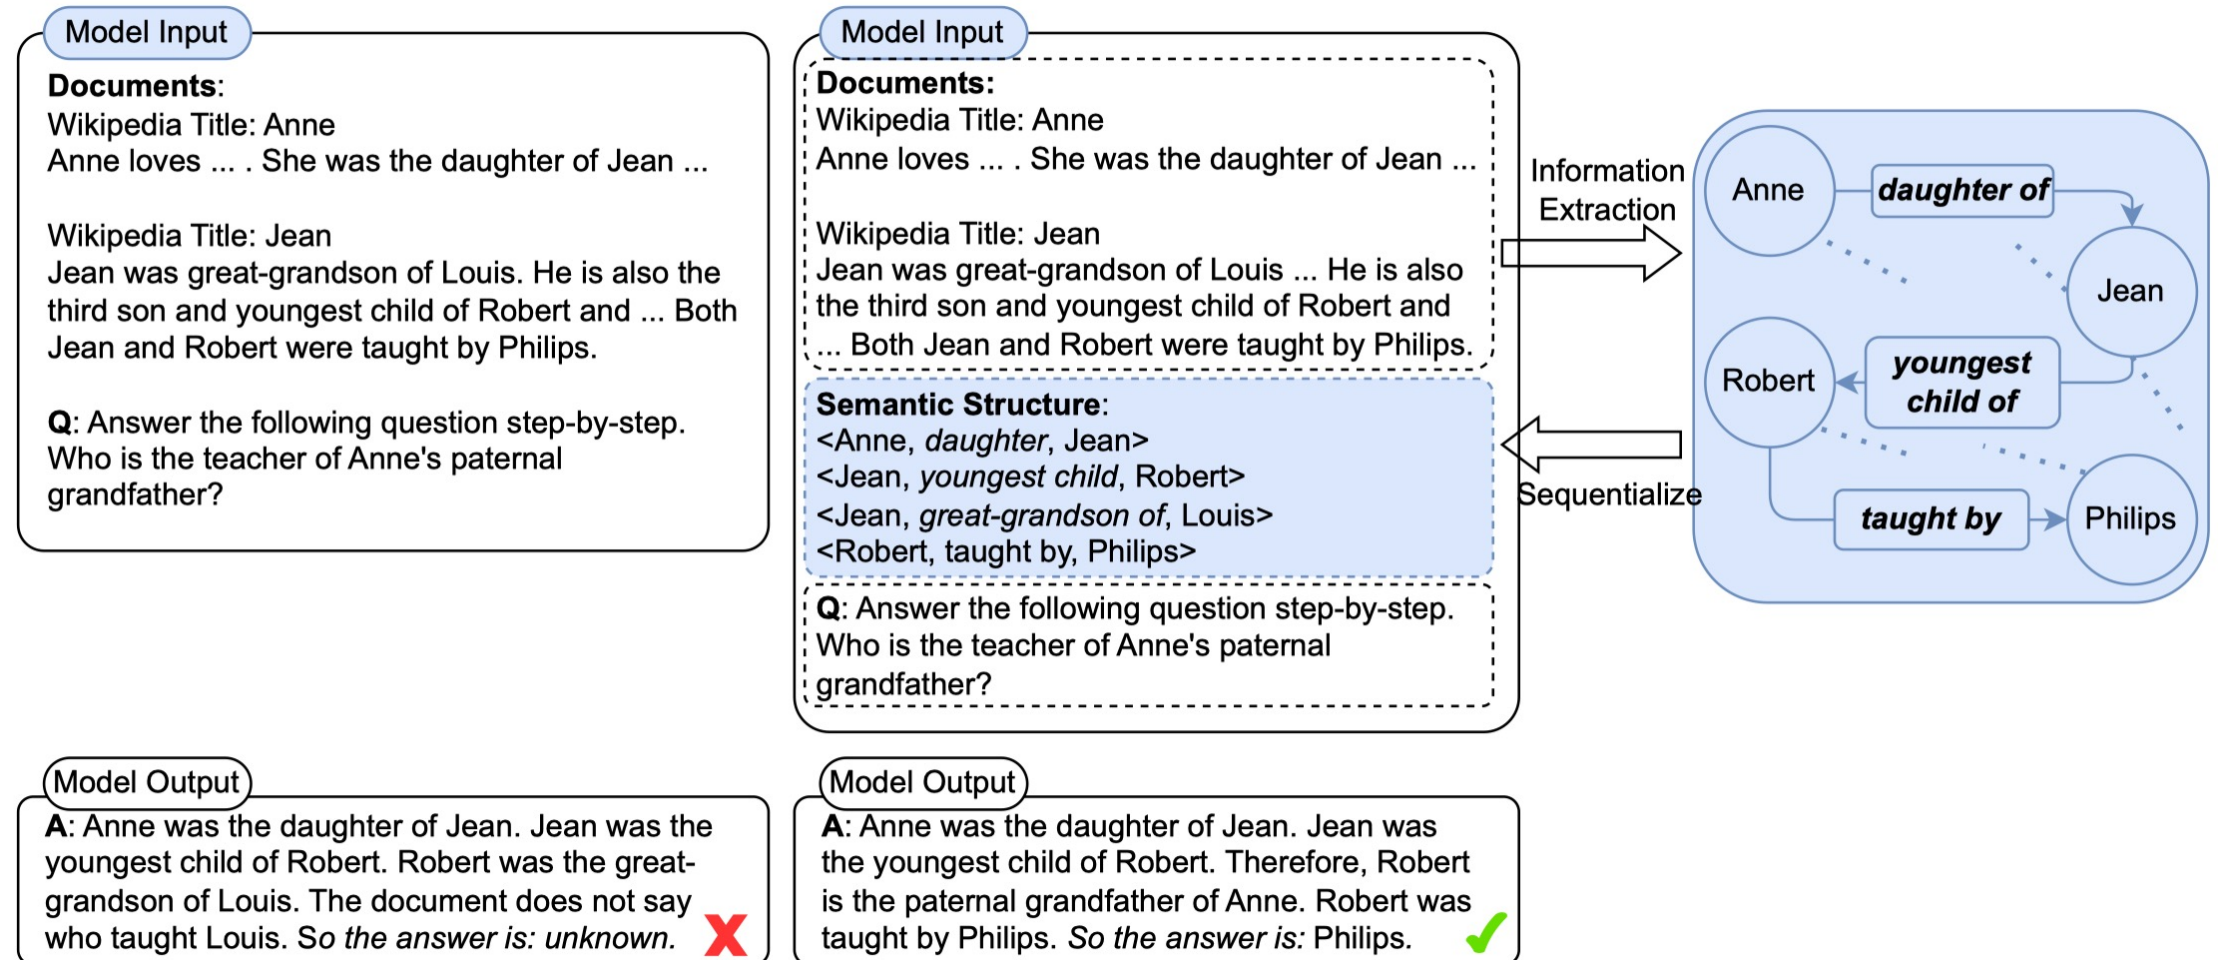 Model Input
Documents:
Wikipedia Title: Anne
Anne loves ... . She was the daughter of Jean ...
Wikipedia Title: Jean
Jean was great-grandson of Louis. He is also the
third son and youngest child of Robert and ... Both
Jean and Robert were taught by Philips.
Q: Answer the following question step-by-step.
Who is the teacher of Anne's paternal
grandfather?
Model Output
A: Anne was the daughter of Jean. Jean was the
youngest child of Robert. Robert was the great-
grandson of Louis. The document does not say
who taught Louis. So the answer is: unknown.
X
Model Input
Documents:
Wikipedia Title: Anne
Anne loves ... . She was the daughter of Jean ...
Wikipedia Title: Jean
Jean was great-grandson of Louis ... He is also
the third son and youngest child of Robert and
... Both Jean and Robert were taught by Philips.
Semantic Structure:
<Anne, daughter, Jean>
<Jean, youngest child, Robert>
<Jean, great-grandson of, Louis>
<Robert, taught by, Philips>
Q: Answer the following question step-by-step.
Who is the teacher of Anne's paternal
grandfather?
Model Output
A: Anne was the daughter of Jean. Jean was
the youngest child of Robert. Therefore, Robert
is the paternal grandfather of Anne. Robert was
taught by Philips. So the answer is: Philips.
Information
Extraction
Sequentialize
Anne
daughter of
Jean
Robert
youngest
child of
taught by
Philips